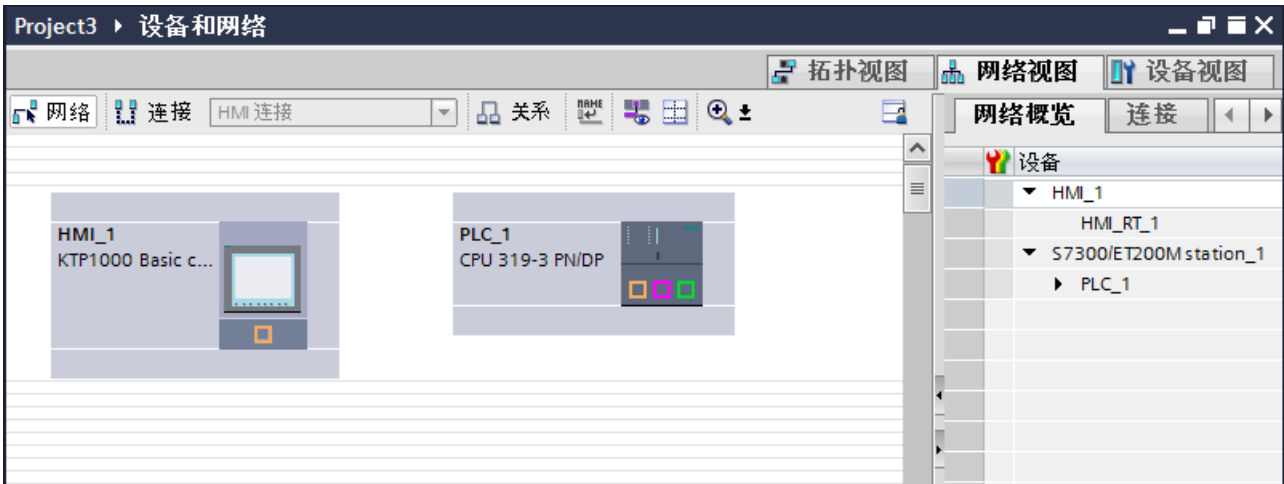 Project3 ▸ 设备和网络
拓扑视图 网络视图 设备视图
网络 连接 HMI 连接 关系
网络概览 连接
设备
HMI_1
KTP1000 Basic c...
PLC_1
CPU 319-3 PN/DP
HMI_1
HMI_RT_1
S7300/ET200M station_1
PLC_1